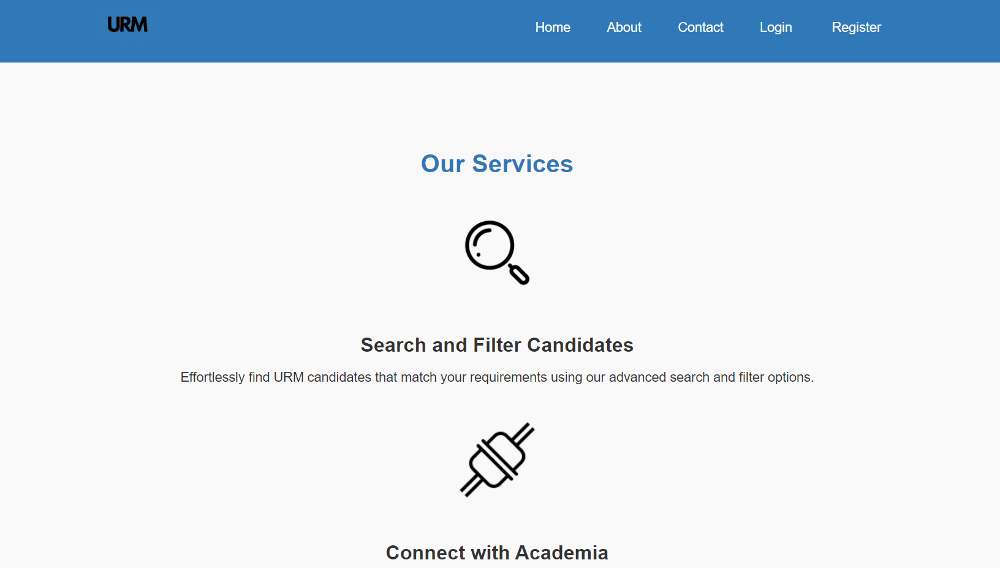 URM
Home About Contact Login Register
Our Services
Search and Filter Candidates
Effortlessly find URM candidates that match your requirements using our advanced search and filter options.
Connect with Academia